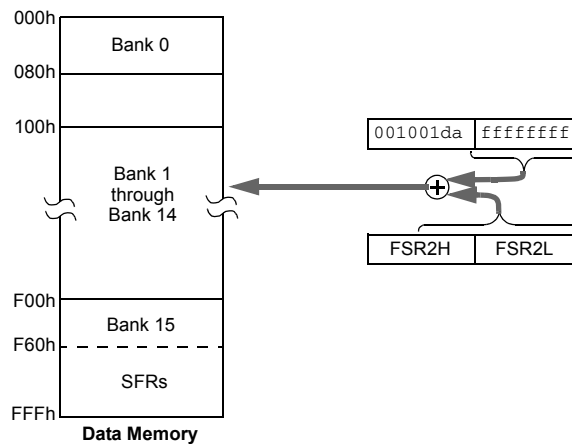 000h
Bank 0
080h
100h
001001da ffffffff
Bank 1
through
Bank 14
FSR2H FSR2L
F00h
Bank 15
F60h
SFRs
FFFh
Data Memory